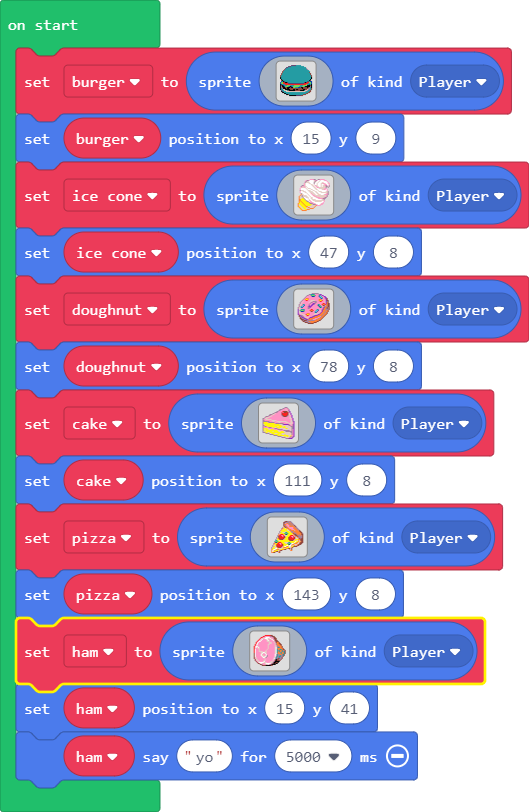 on start
set burger to sprite of kind Player
set burger position to x 15 y 9
set ice cone to sprite of kind Player
set ice cone position to x 47 y 8
set doughnut to sprite of kind Player
set doughnut position to x 78 y 8
set cake to sprite of kind Player
set cake position to x 111 y 8
set pizza to sprite of kind Player
set pizza position to x 143 y 8
set ham to sprite of kind Player
set ham position to x 15 y 41
ham say "yo" for 5000 ms